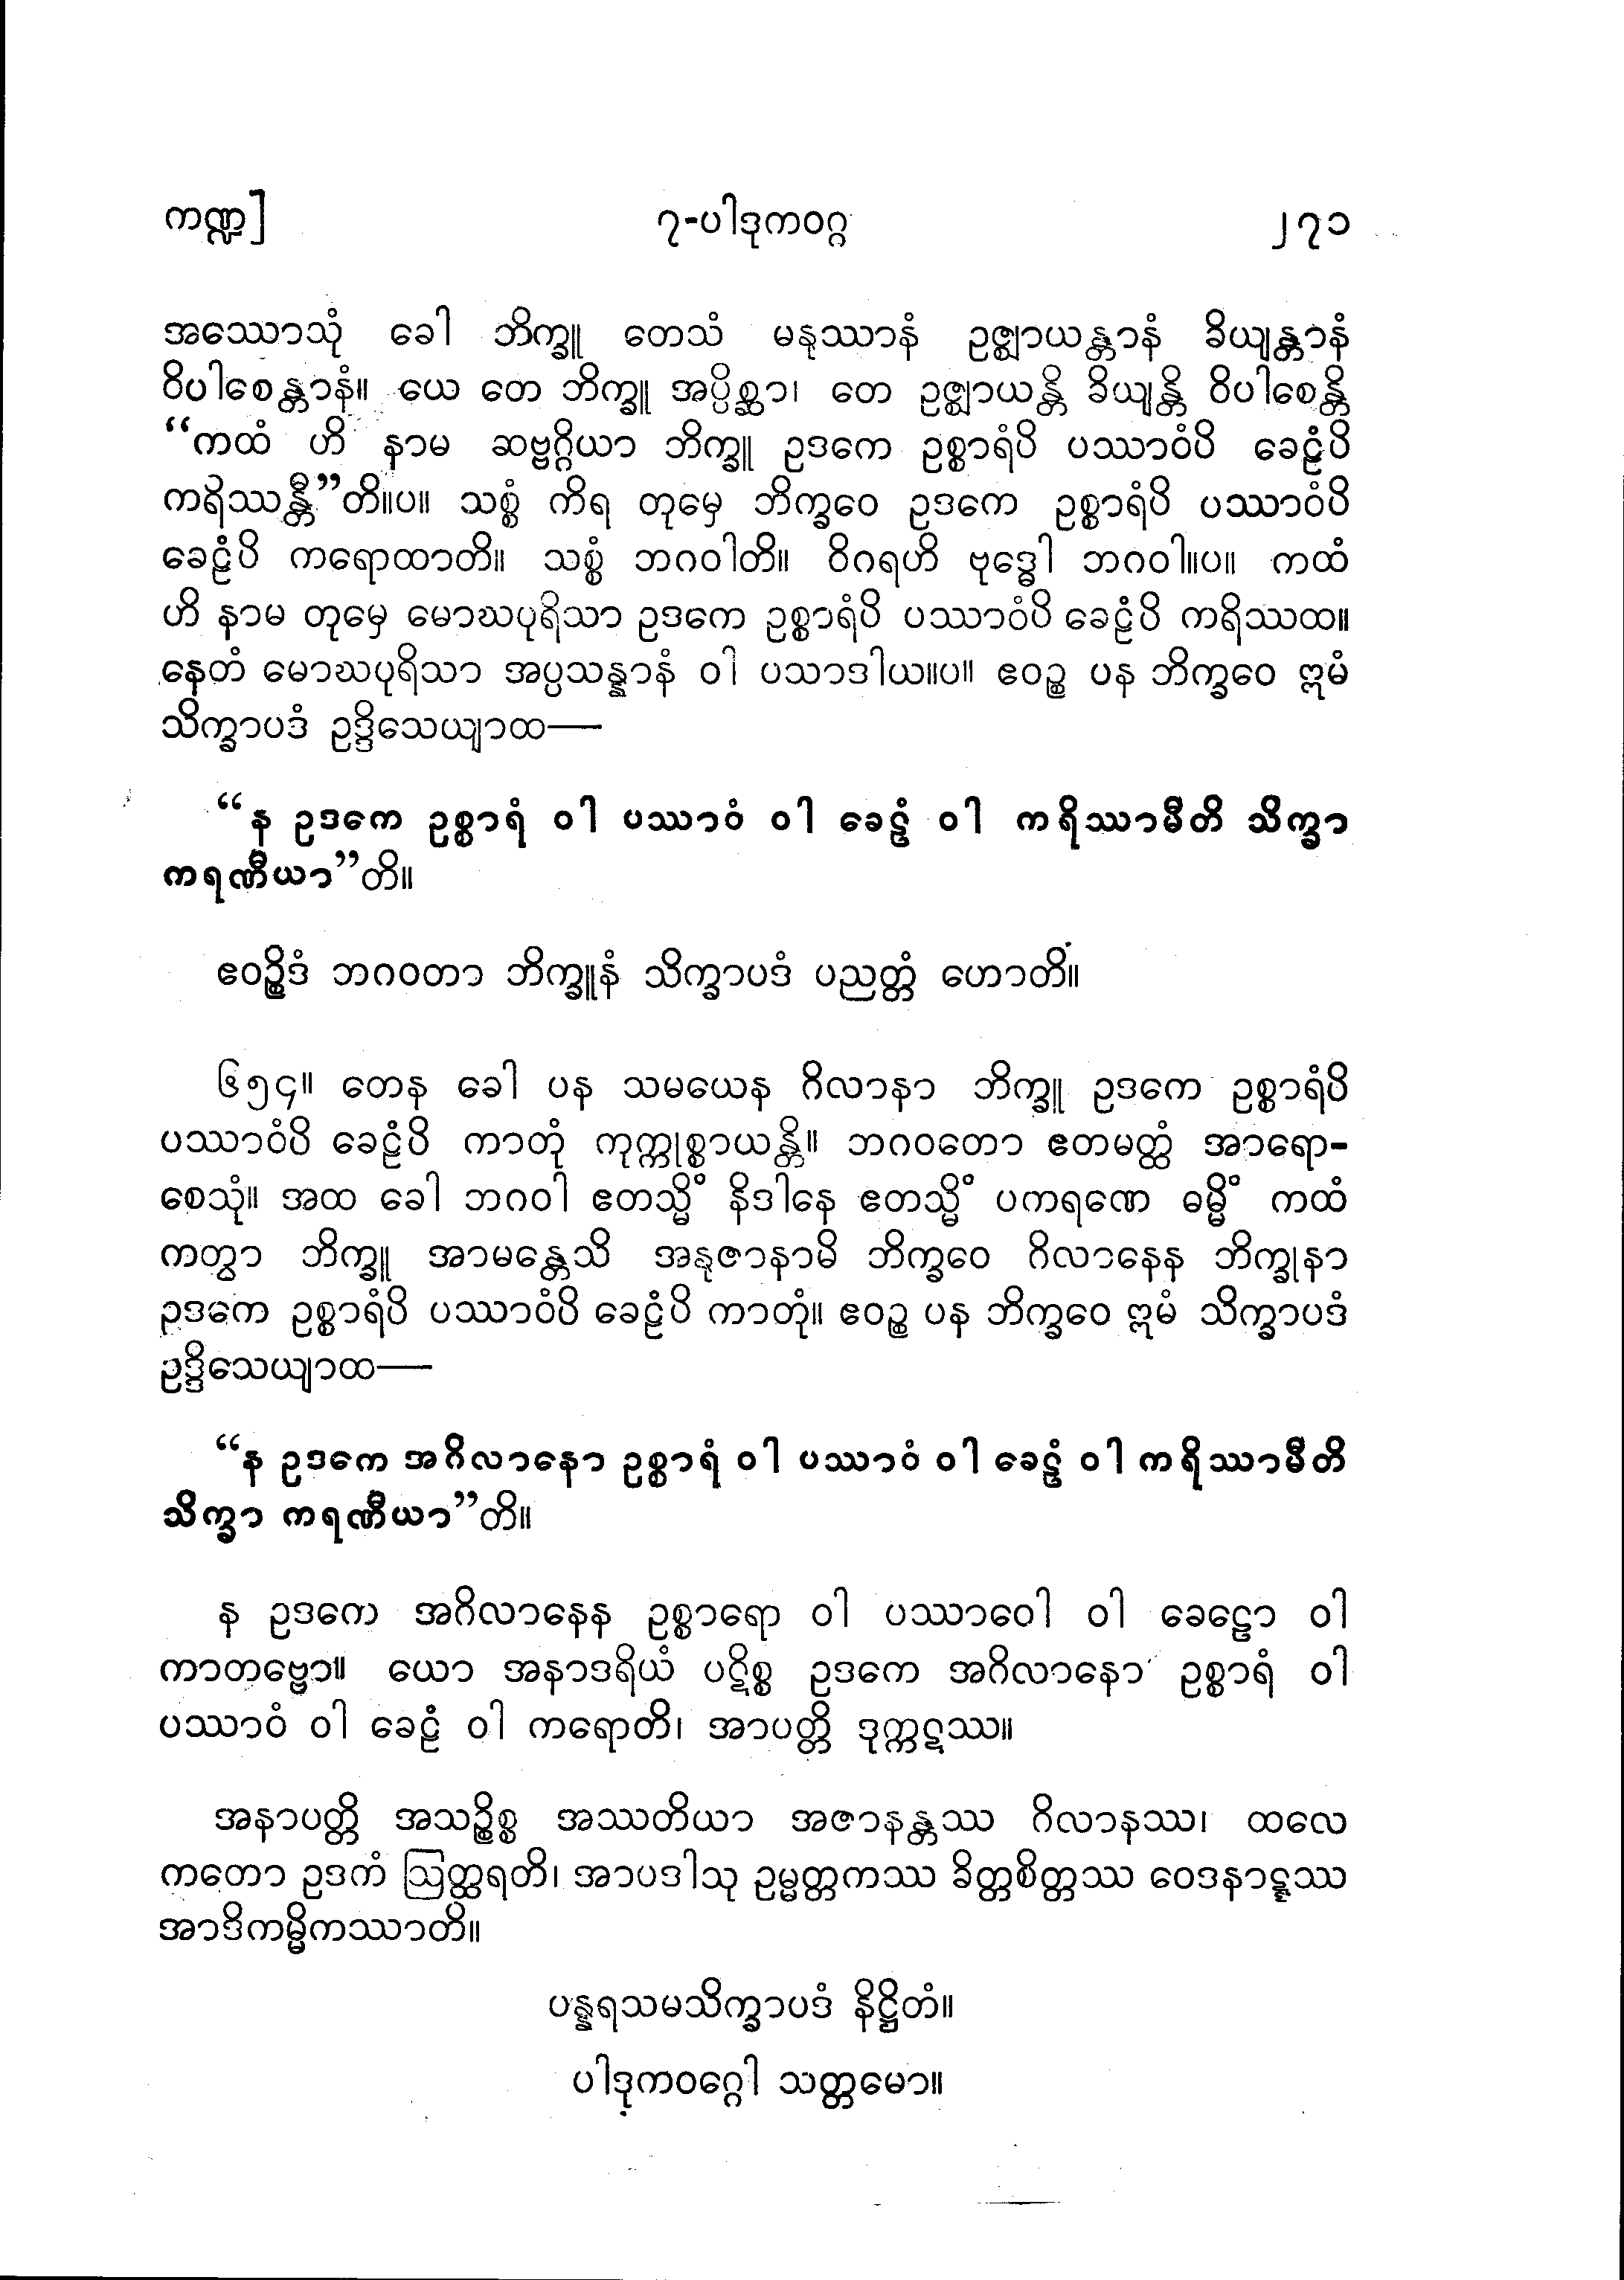 ကဏ္ဍ]
၇-ပါဒုကဝဂ္ဂ
၂၇၁
အဿောသုံ ခေါ ဘိက္ခူ တေသံ မနုဿာနံ ဥဇ္ဈာယန္တာနံ ခိယျန္တာနံ
ဝိပါစေန္တာနံ။ ယေ တေ ဘိက္ခူ အပ္ပိစ္ဆာ၊ တေ ဥဇ္ဈာယန္တိ ခိယျန္တိ ဝိပါစေန္တိ
“ကထံ ဟိ နာမ ဆဗ္ဗဂ္ဂိယာ ဘိက္ခူ ဥဒကေ ဥစ္စာရံပိ ပဿာဝံပိ ခေဠံပိ
ကရိဿန္တီ”တိ။ပ။ သစ္စံ ကိရ တုမှေ ဘိက္ခဝေ ဥဒကေ ဥစ္စာရံပိ ပဿာဝံပိ
ခေဠံပိ ကရောထာတိ။ သစ္စံ ဘဂဝါတိ။ ဝိဂရဟိ ဗုဒ္ဓေါ ဘဂဝါ။ပ။ ကထံ
ဟိ နာမ တုမှေ မောဃပုရိသာ ဥဒကေ ဥစ္စာရံပိ ပဿာဝံပိ ခေဠံပိ ကရိဿထ။
နေတံ မောဃပုရိသာ အပ္ပသန္နာနံ ဝါ ပသာဒါယ။ပ။ ဧဝဉ္စ ပန ဘိက္ခဝေ ဣမံ
သိက္ခာပဒံ ဥဒ္ဒိသေယျာထ—
“န ဥဒကေ ဥစ္စာရံ ဝါ ပဿာဝံ ဝါ ခေဠံ ဝါ ကရိဿာမီတိ သိက္ခာ
ကရဏီယာ”တိ။
ဧဝဉ္စိဒံ ဘဂဝတာ ဘိက္ခူနံ သိက္ခာပဒံ ပညတ္တံ ဟောတိ။
၆၅၄။ တေန ခေါ ပန သမယေန ဂိလာနာ ဘိက္ခူ ဥဒကေ ဥစ္စာရံပိ
ပဿာဝံပိ ခေဠံပိ ကာတုံ ကုက္ကုစ္စာယန္တိ။ ဘဂဝတော ဧတမတ္ထံ အာရော-
စေသုံ။ အထ ခေါ ဘဂဝါ ဧတသ္မိံ နိဒါနေ ဧတသ္မိံ ပကရဏေ ဓမ္မိံ ကထံ
ကတွာ ဘိက္ခူ အာမန္တေသိ အနုဇာနာမိ ဘိက္ခဝေ ဂိလာနေန ဘိက္ခုနာ
ဥဒကေ ဥစ္စာရံပိ ပဿာဝံပိ ခေဠံပိ ကာတုံ။ ဧဝဉ္စ ပန ဘိက္ခဝေ ဣမံ သိက္ခာပဒံ
ဥဒ္ဒိသေယျာထ—
“န ဥဒကေ အဂိလာနော ဥစ္စာရံ ဝါ ပဿာဝံ ဝါ ခေဠံ ဝါ ကရိဿာမီတိ
သိက္ခာ ကရဏီယာ”တိ။
န ဥဒကေ အဂိလာနေန ဥစ္စာရော ဝါ ပဿာဝေါ ဝါ ခေဠော ဝါ
ကာတဗ္ဗော။ ယော အနာဒရိယံ ပဋိစ္စ ဥဒကေ အဂိလာနော ဥစ္စာရံ ဝါ
ပဿာဝံ ဝါ ခေဠံ ဝါ ကရောတိ၊ အာပတ္တိ ဒုက္ကဋဿ။
အနာပတ္တိ အသဉ္စိစ္စ အဿတိယာ အဇာနန္တဿ ဂိလာနဿ၊ ထလေ
ကတော ဥဒကံ ဩတ္ထရတိ၊ အာပဒါသု ဥမ္မတ္တကဿ ခိတ္တစိတ္တဿ ဝေဒနာဋ္ဋဿ
အာဒိကမ္မိကဿာတိ။
ပန္နရသမသိက္ခာပဒံ နိဋ္ဌိတံ။
ပါဒုကဝဂ္ဂေါ သတ္တမော။